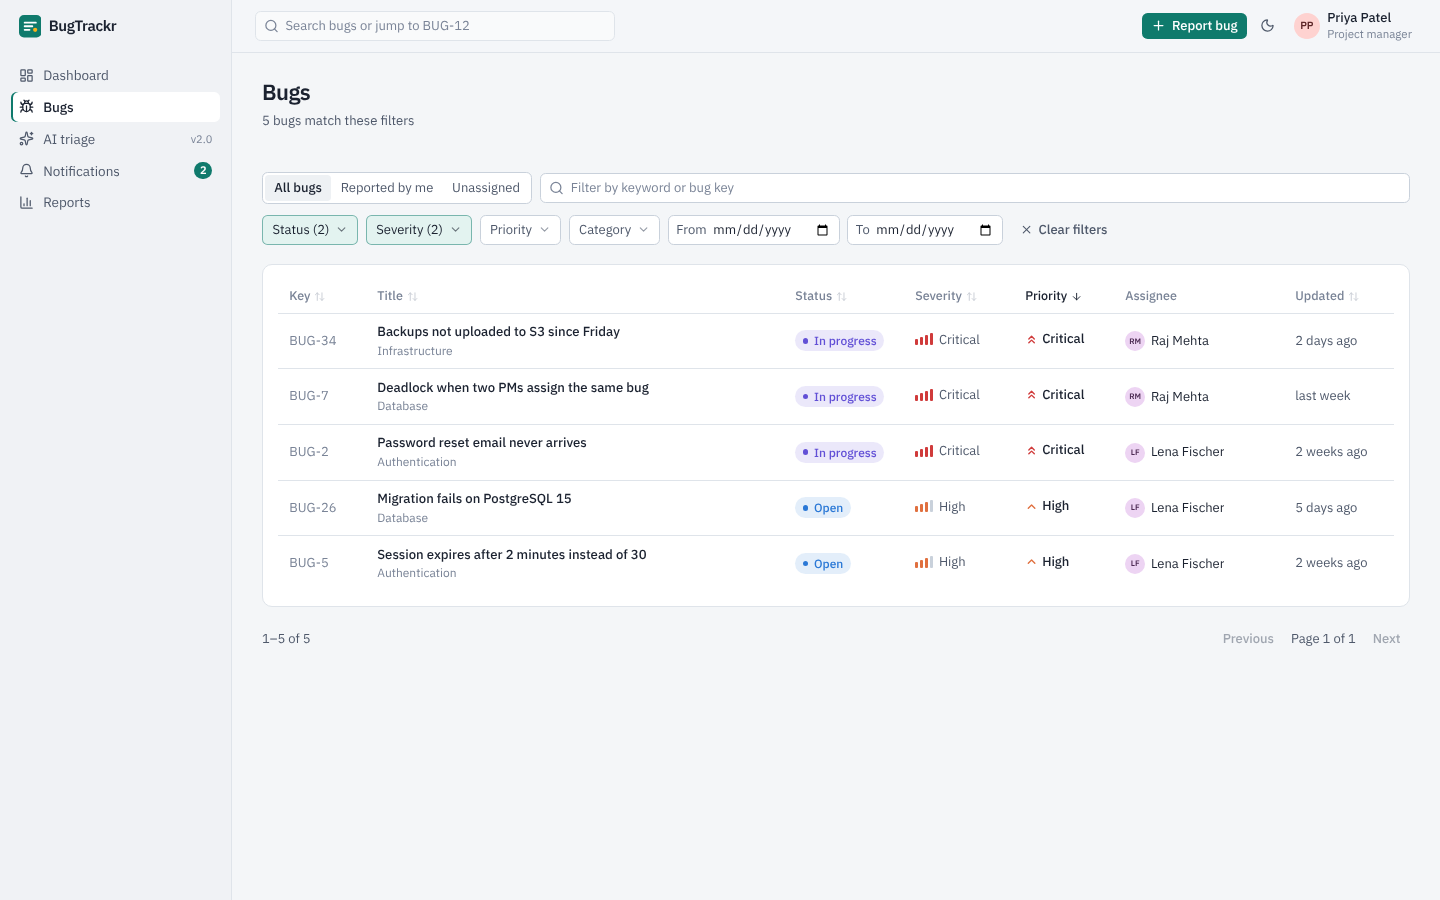 BugTrackr
Search bugs or jump to BUG-12
Report bug
PP
Priya Patel
Project manager
Dashboard
Bugs
AI triage v2.0
Notifications 2
Reports
Bugs
5 bugs match these filters
All bugs Reported by me Unassigned
Filter by keyword or bug key
Status (2) Severity (2) Priority Category From mm/dd/yyyy To mm/dd/yyyy Clear filters
Key Title Status Severity Priority Assignee Updated
BUG-34 Backups not uploaded to S3 since Friday In progress Critical Critical RM Raj Mehta 2 days ago
Infrastructure
BUG-7 Deadlock when two PMs assign the same bug In progress Critical Critical RM Raj Mehta last week
Database
BUG-2 Password reset email never arrives In progress Critical Critical LF Lena Fischer 2 weeks ago
Authentication
BUG-26 Migration fails on PostgreSQL 15 Open High High LF Lena Fischer 5 days ago
Database
BUG-5 Session expires after 2 minutes instead of 30 Open High High LF Lena Fischer 2 weeks ago
Authentication
1–5 of 5
Previous Page 1 of 1 Next